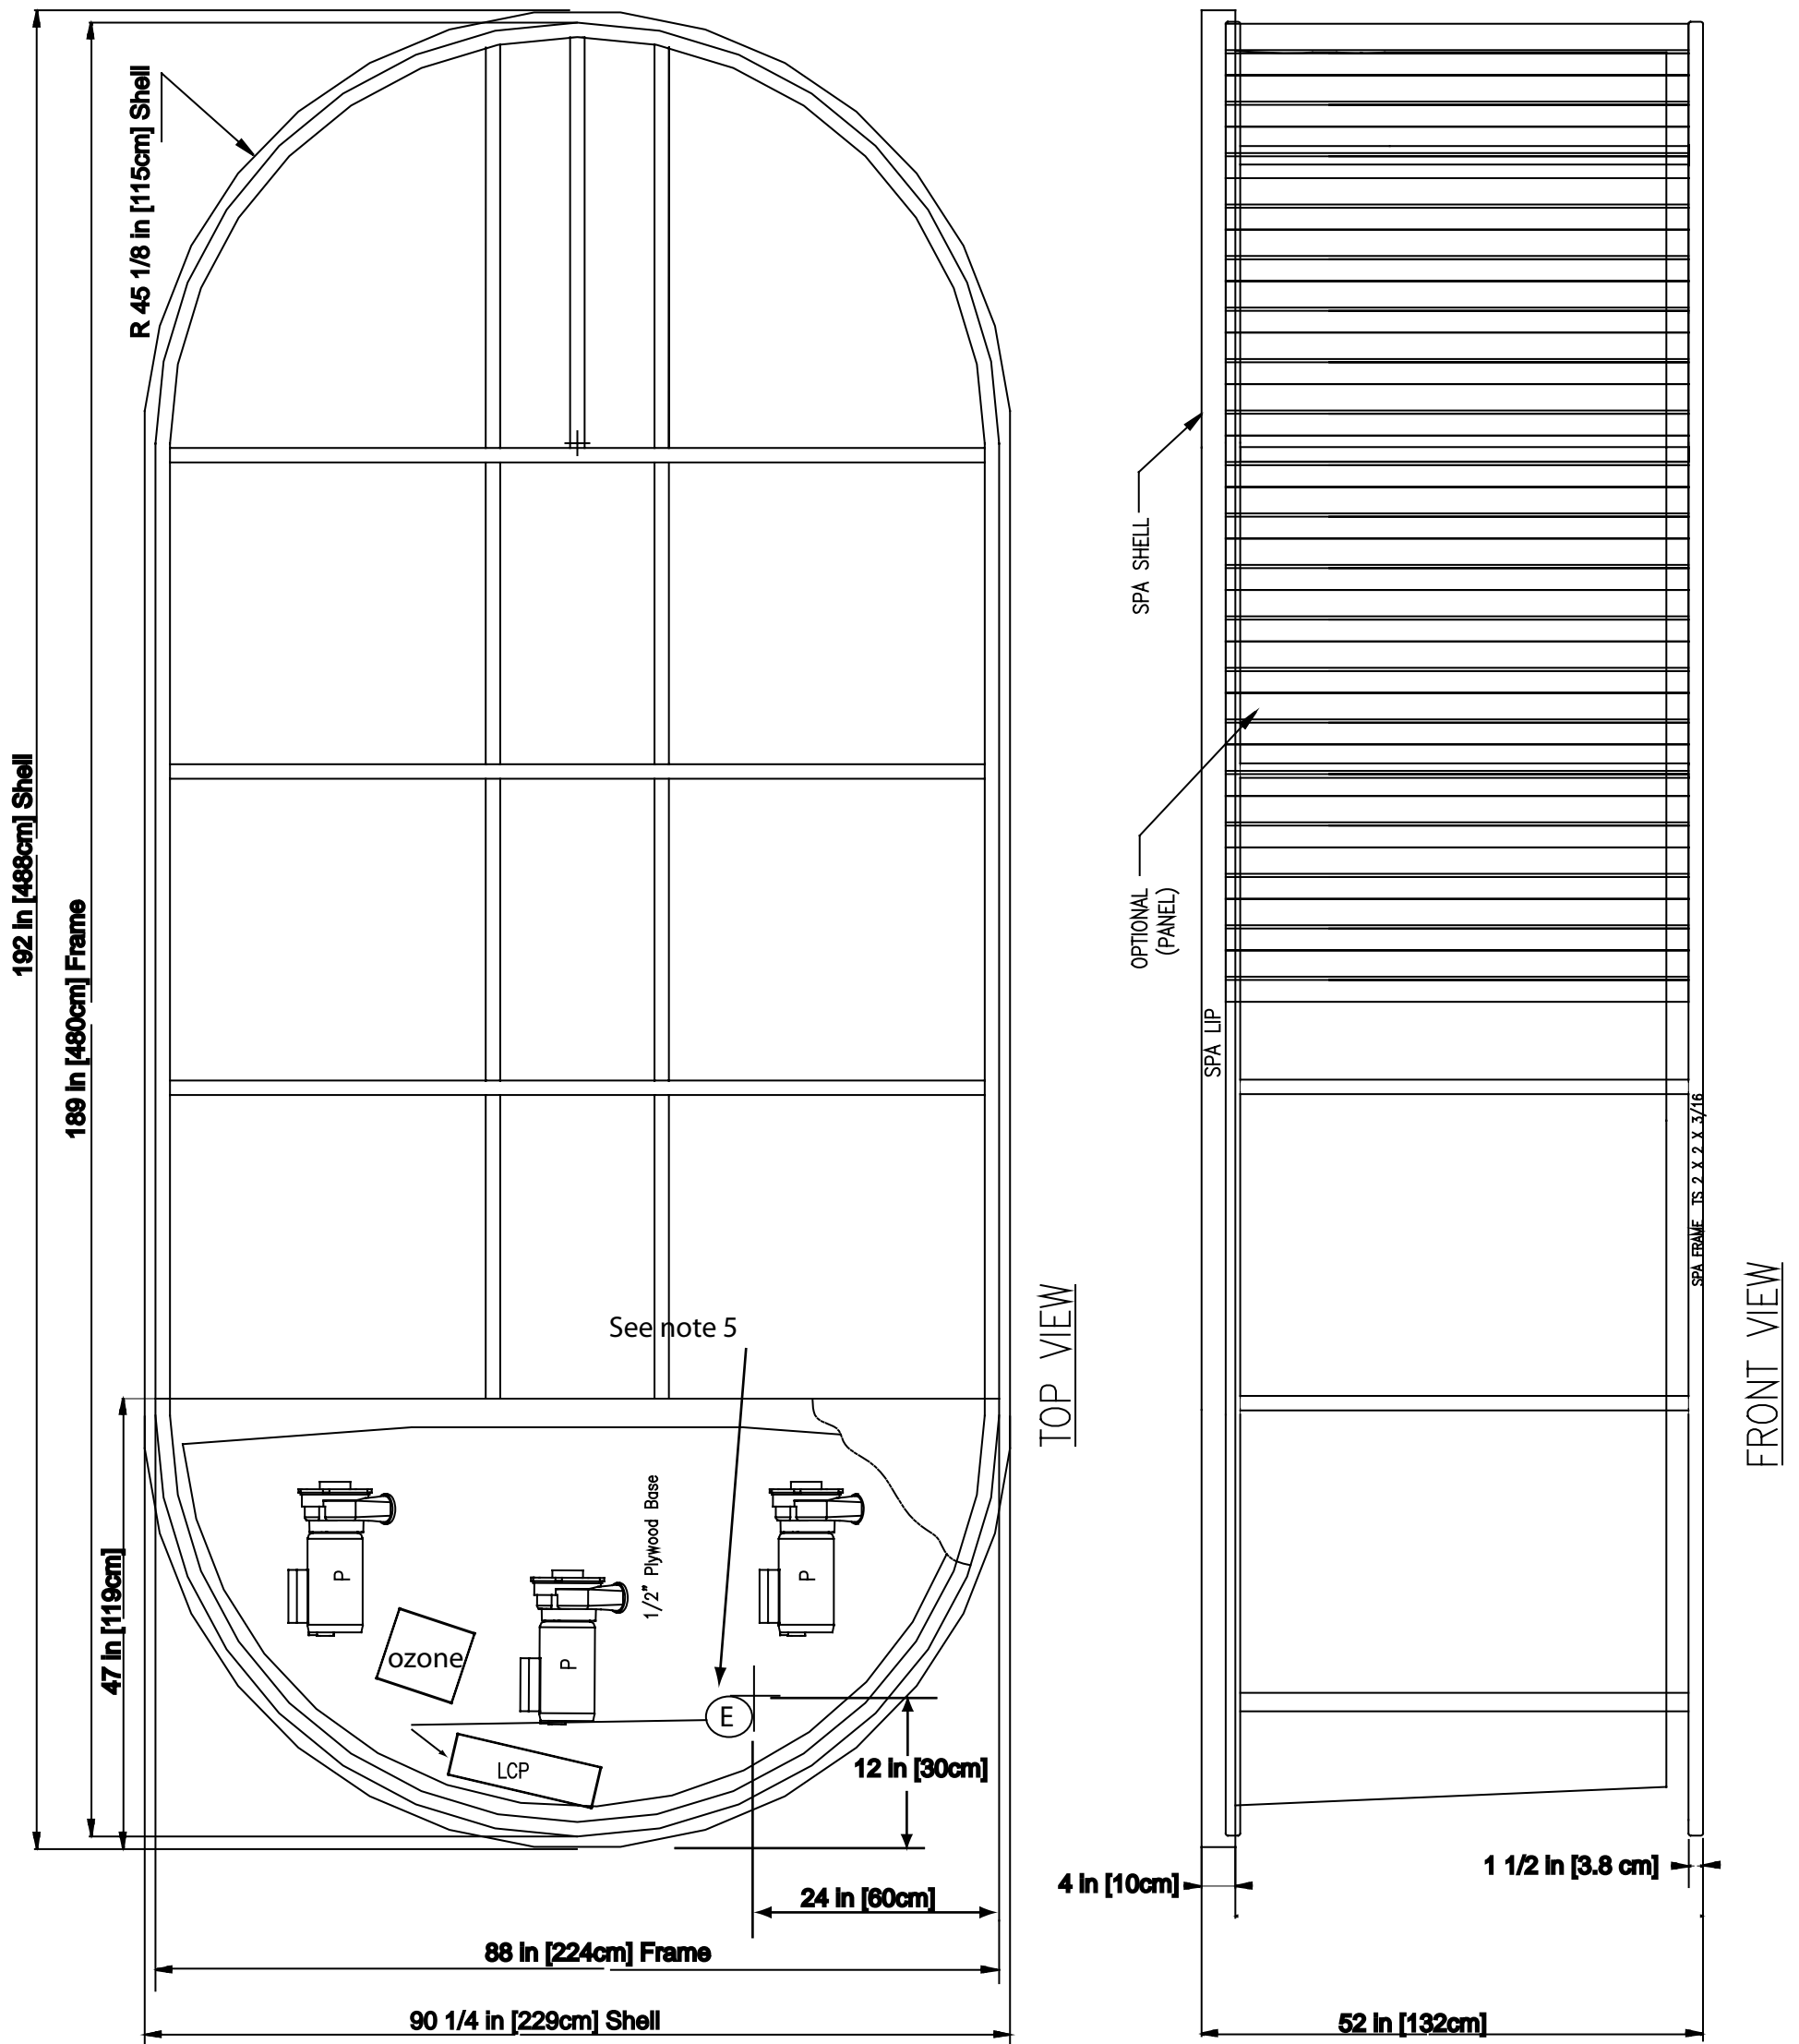 192 in [488cm] Shell
189 in [480cm] Frame
R 45 1/8 in [115cm] Shell
47 in [119cm]
See note 5
1/2" Plywood Base
P
P
P
ozone
LCP
E
12 in [30cm]
24 in [60cm]
88 in [224cm] Frame
90 1/4 in [229cm] Shell
TOP VIEW
SPA SHELL
OPTIONAL
(PANEL)
SPA LIP
SPA FRAME TS 2 X 2 X 3/16
FRONT VIEW
4 in [10cm]
1 1/2 in [3.8 cm]
52 in [132cm]